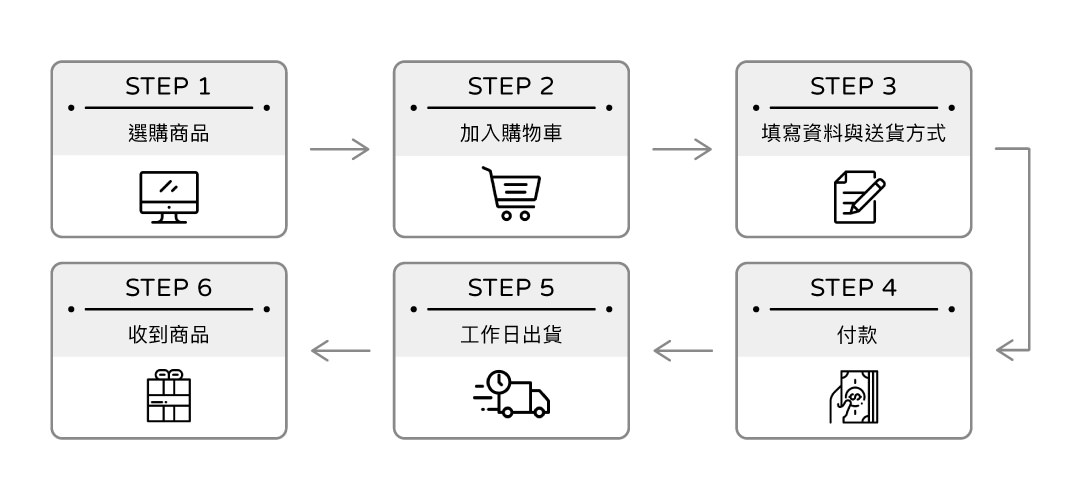 STEP 1
選購商品
STEP 2
加入購物車
STEP 3
填寫資料與送貨方式
STEP 4
付款
STEP 5
工作日出貨
STEP 6
收到商品